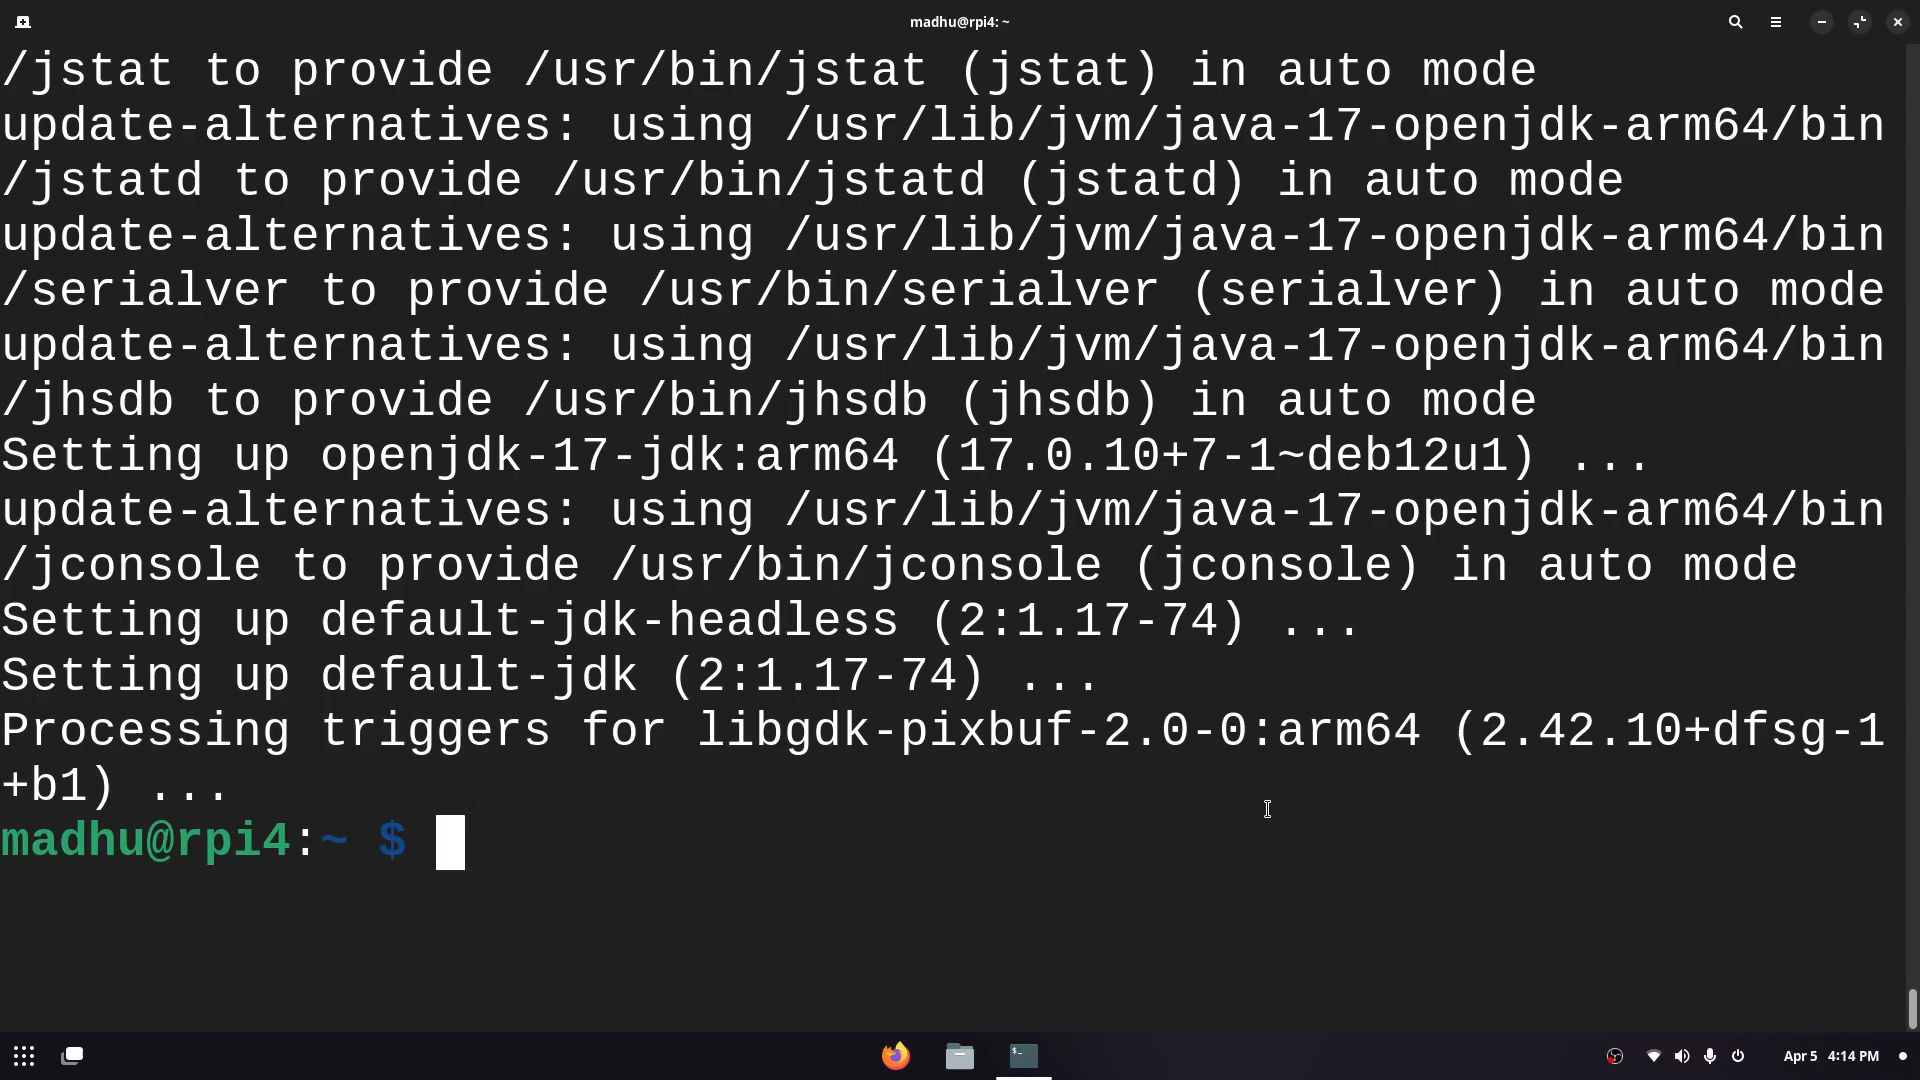 madhu@rpi4: ~
/jstat to provide /usr/bin/jstat (jstat) in auto mode
update-alternatives: using /usr/lib/jvm/java-17-openjdk-arm64/bin
/jstatd to provide /usr/bin/jstatd (jstatd) in auto mode
update-alternatives: using /usr/lib/jvm/java-17-openjdk-arm64/bin
/serialver to provide /usr/bin/serialver (serialver) in auto mode
update-alternatives: using /usr/lib/jvm/java-17-openjdk-arm64/bin
/jhsdb to provide /usr/bin/jhsdb (jhsdb) in auto mode
Setting up openjdk-17-jdk:arm64 (17.0.10+7-1~deb12u1) ...
update-alternatives: using /usr/lib/jvm/java-17-openjdk-arm64/bin
/jconsole to provide /usr/bin/jconsole (jconsole) in auto mode
Setting up default-jdk-headless (2:1.17-74) ...
Setting up default-jdk (2:1.17-74) ...
Processing triggers for libgdk-pixbuf-2.0-0:arm64 (2.42.10+dfsg-1
+b1) ...
madhu@rpi4:~ $
Apr 5 4:14 PM